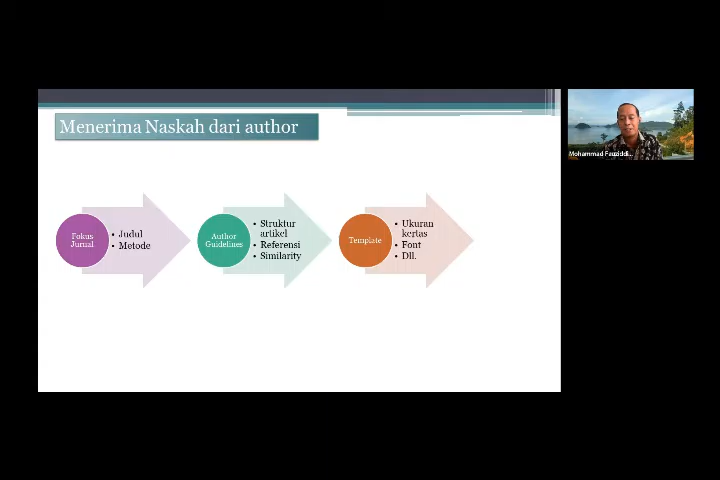 Menerima Naskah dari author
Fokus
Jurnal
• Judul
• Metode
Author
Guidelines
• Struktur
artikel
• Referensi
• Similarity
Template
• Ukuran
kertas
• Font
• Dll.
Mohammad Fauziddi...